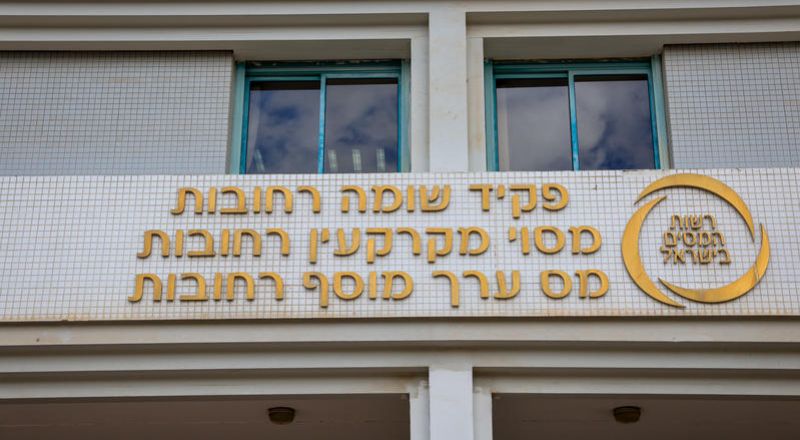 פקיד שומה רחובות
מסוי מקרקעין רחובות
מס ערך מוסף רחובות
רשות
המסים
בישראל